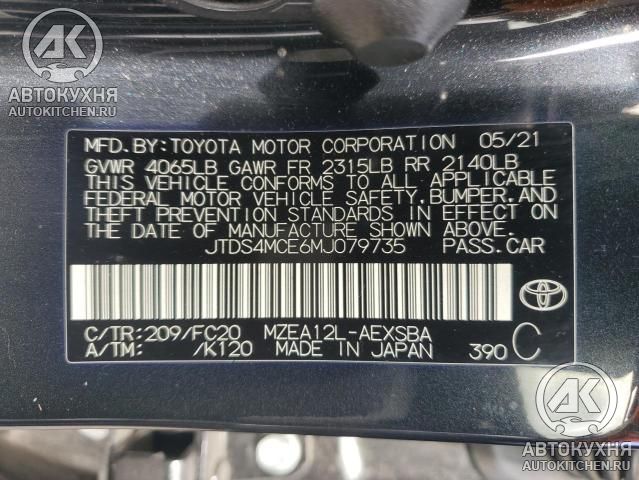 АК
АВТОКУХНЯ
AUTOKITCHEN.RU
MFD.BY:TOYOTA MOTOR CORPORATION 05/21
GVWR 4065LB GAWR FR 2315LB RR 2140LB
THIS VEHICLE CONFORMS TO ALL APPLICABLE
FEDERAL MOTOR VEHICLE SAFETY,BUMPER,AND
THEFT PREVENTION STANDARDS IN EFFECT ON
THE DATE OF MANUFACTURE SHOWN ABOVE.
JTDS4MCE6MJ079735 PASS.CAR
C/TR:209/FC20 MZEA12L-AEXSBA
A/TM: /K120 MADE IN JAPAN 390 C
АК
АВТОКУХНЯ
AUTOKITCHEN.RU